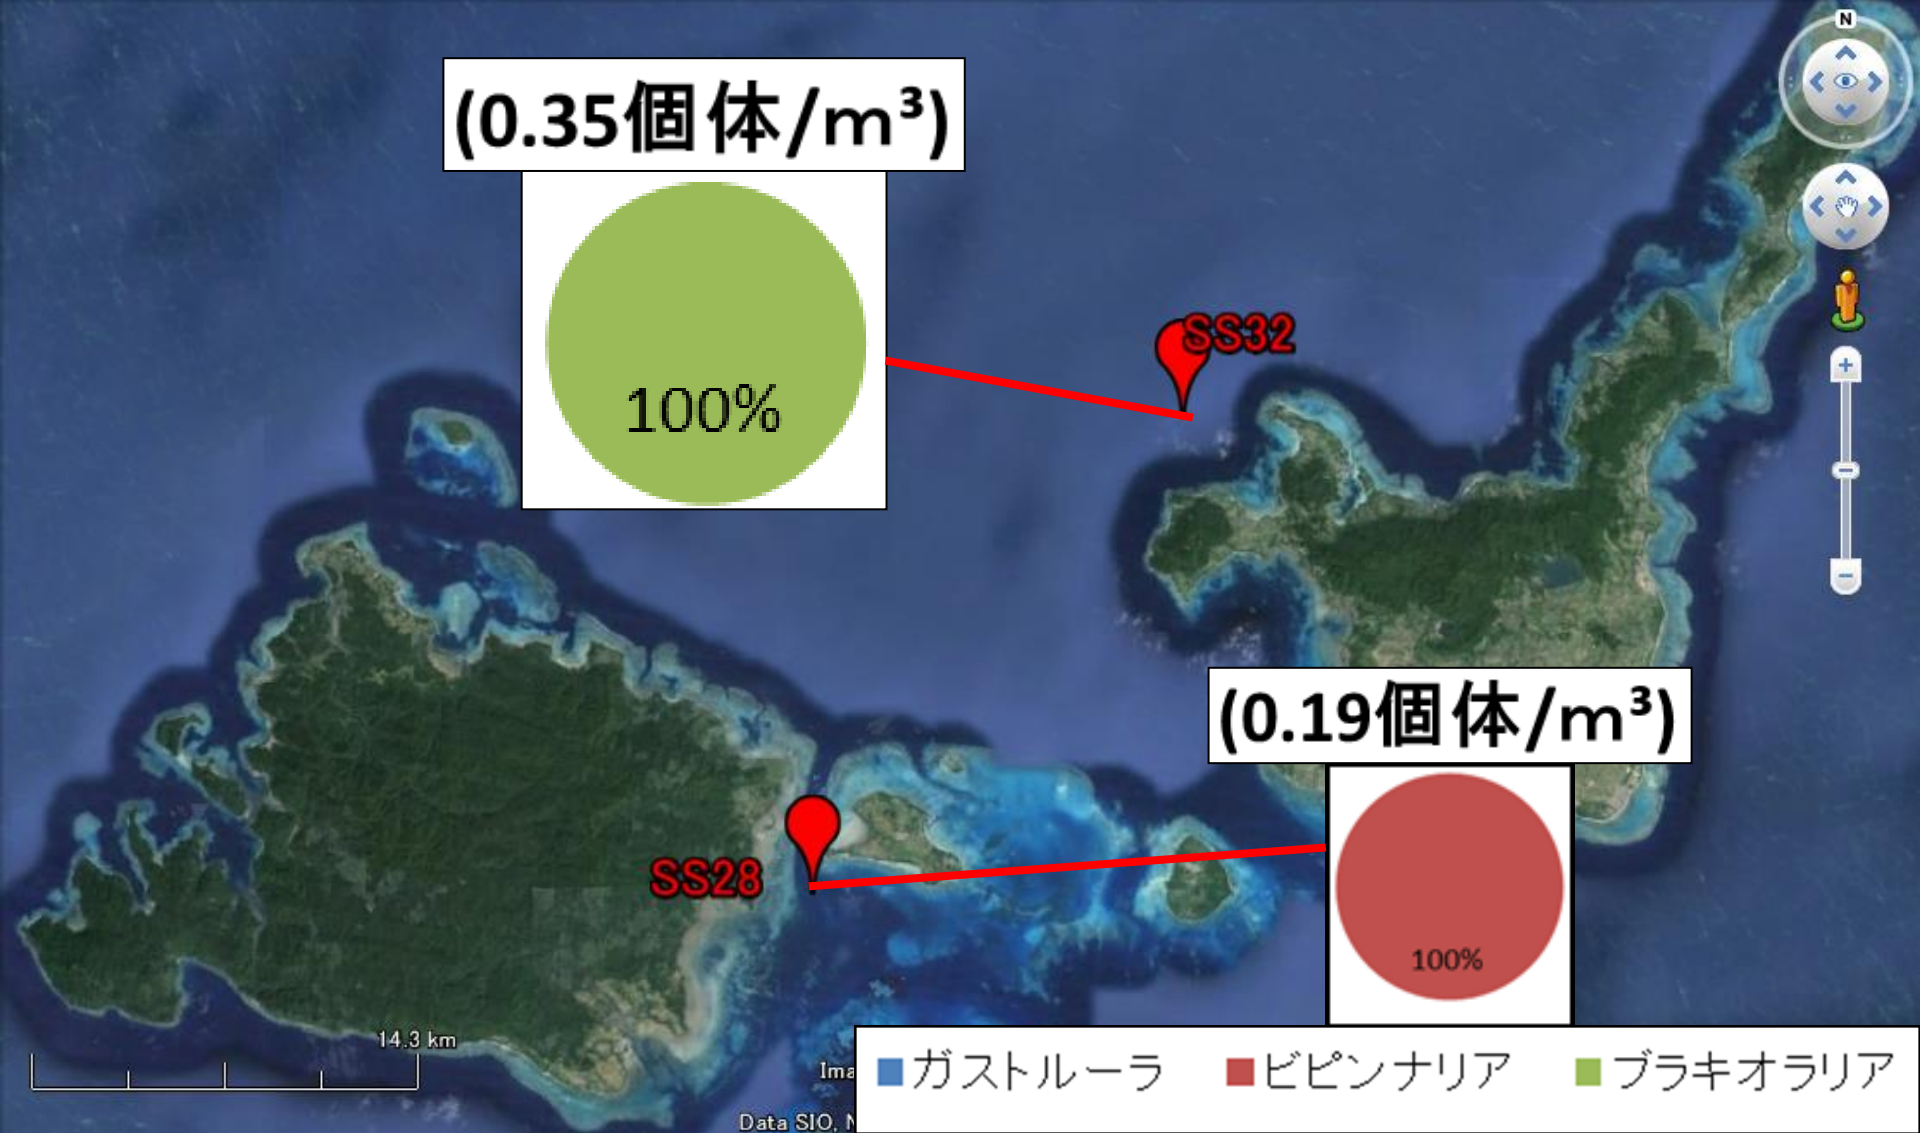 N
(0.35個体/m³)
100%
SS32
(0.19個体/m³)
SS28
100%
14.3 km
Ima
ガストルーラ ビピンナリア ブラキオラリア
Data SIO, N